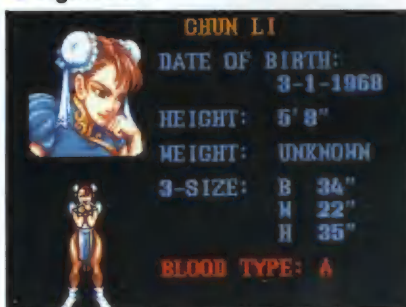 CHUN LI
DATE OF BIRTH:
3-1-1968
HEIGHT: 5'8"
WEIGHT: UNKNOWN
3-SIZE: B 34"
W 22"
H 35"
BLOOD TYPE: A